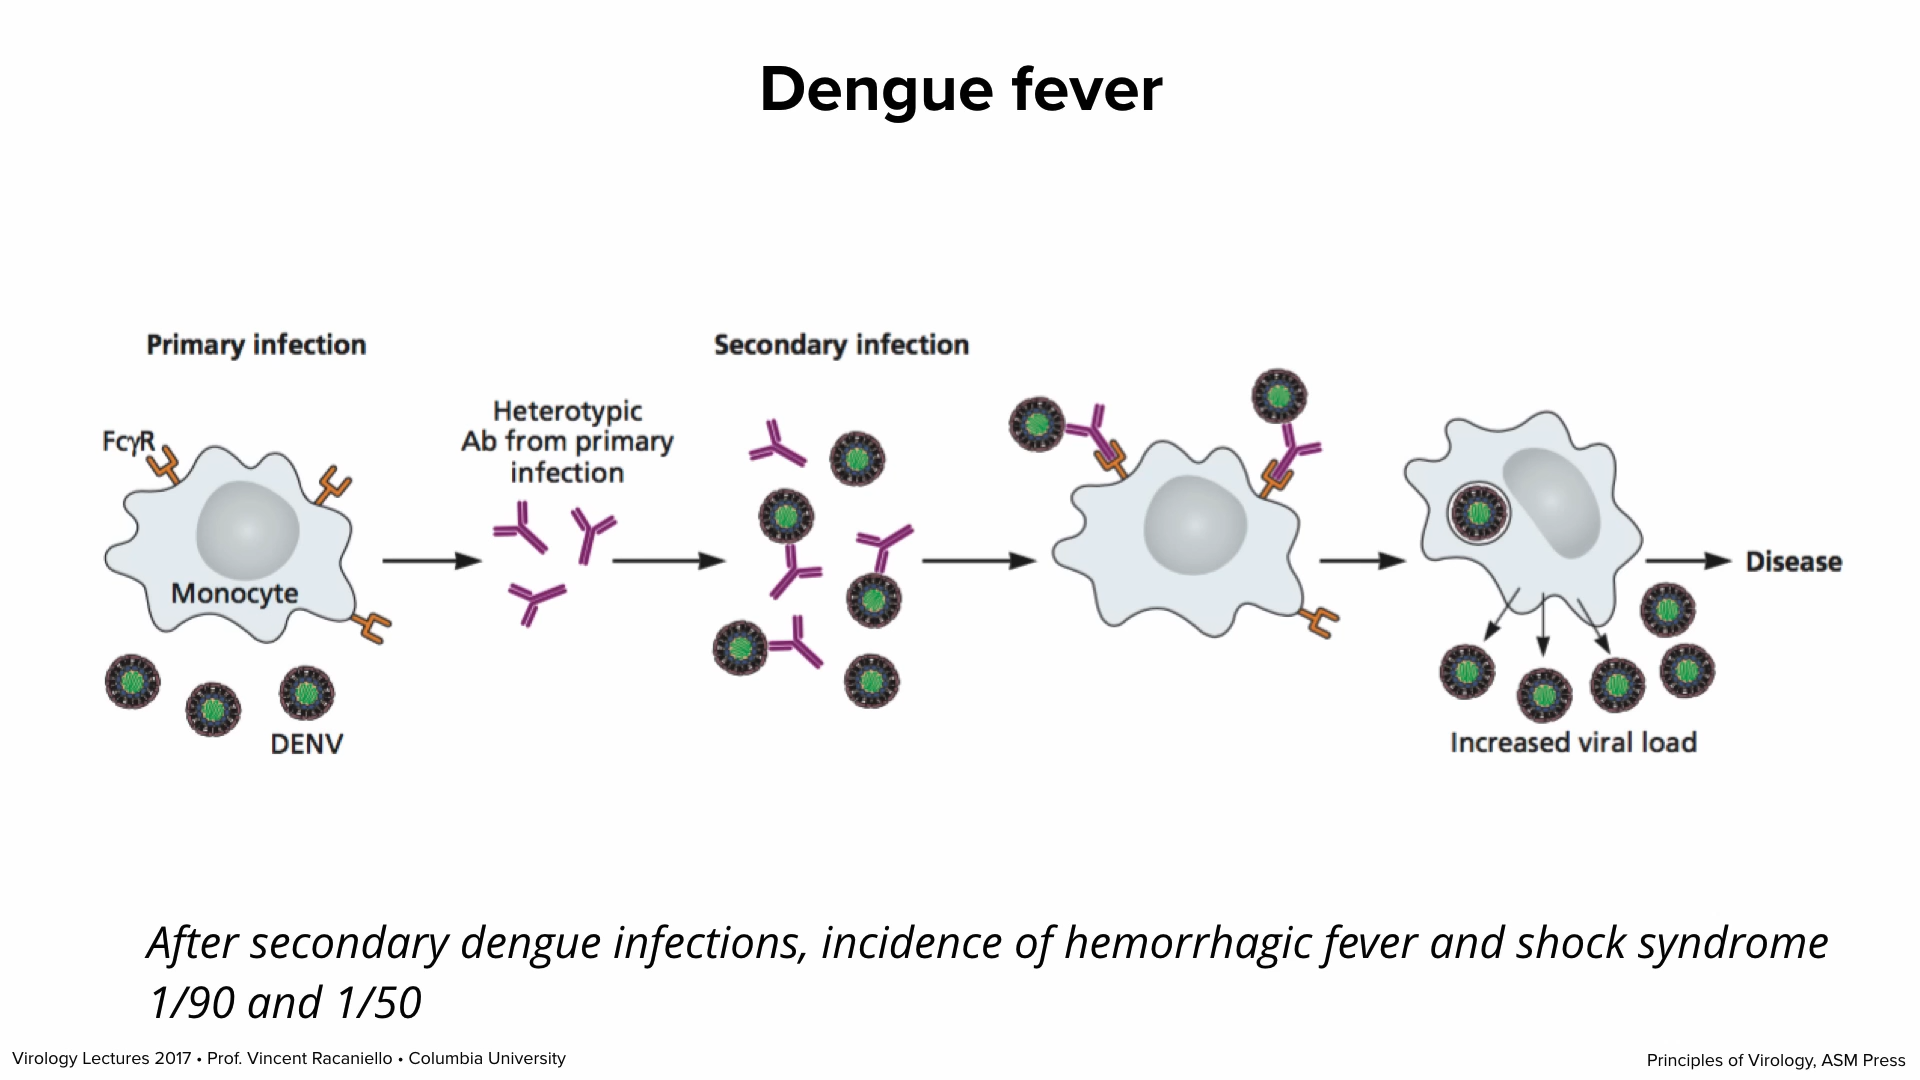 Dengue fever
Primary infection
Secondary infection
FcγR
Monocyte
DENV
Heterotypic
Ab from primary
infection
Disease
Increased viral load
After secondary dengue infections, incidence of hemorrhagic fever and shock syndrome
1/90 and 1/50
Virology Lectures 2017 • Prof. Vincent Racaniello • Columbia University
Principles of Virology, ASM Press